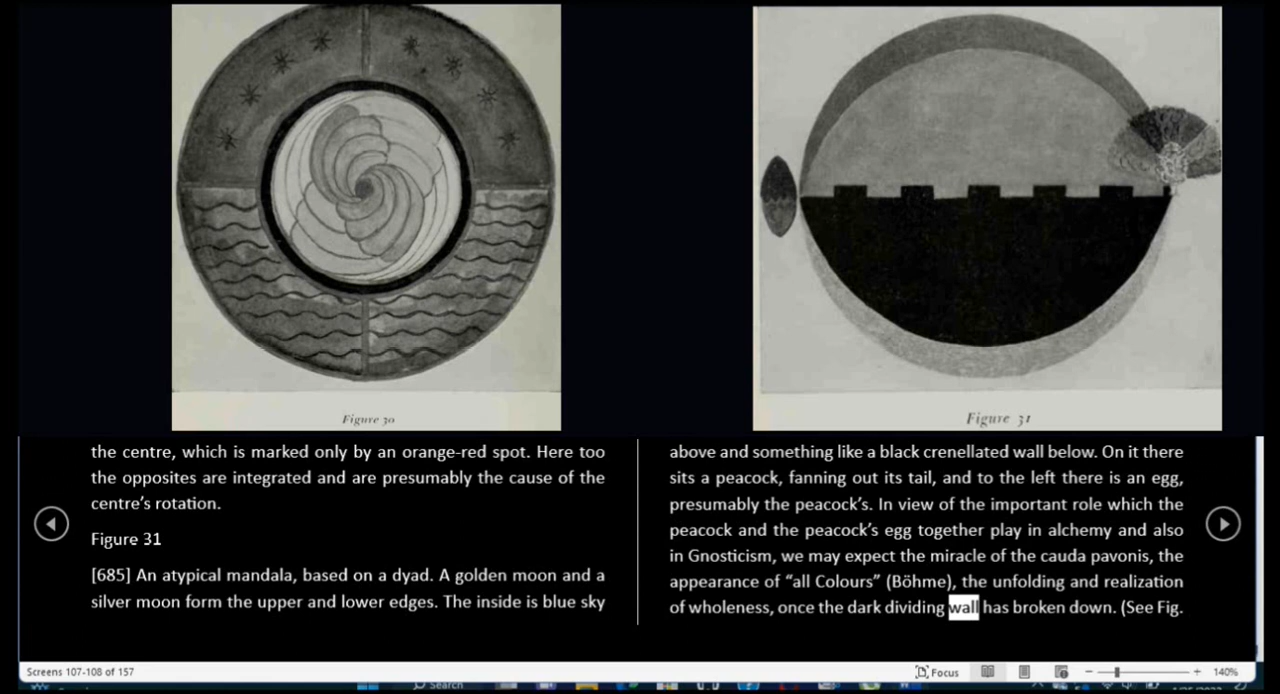 Figure 30
Figure 31
the centre, which is marked only by an orange-red spot. Here too
the opposites are integrated and are presumably the cause of the
centre's rotation.
Figure 31
[685] An atypical mandala, based on a dyad. A golden moon and a
silver moon form the upper and lower edges. The inside is blue sky
above and something like a black crenellated wall below. On it there
sits a peacock, fanning out its tail, and to the left there is an egg,
presumably the peacock's. In view of the important role which the
peacock and the peacock's egg together play in alchemy and also
in Gnosticism, we may expect the miracle of the cauda pavonis, the
appearance of “all Colours” (Böhme), the unfolding and realization
of wholeness, once the dark dividing wall has broken down. (See Fig.
Screens 107-108 of 157
Focus
140%
Search